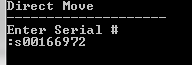 Direct Move
--------------------
Enter Serial #
:s00166972